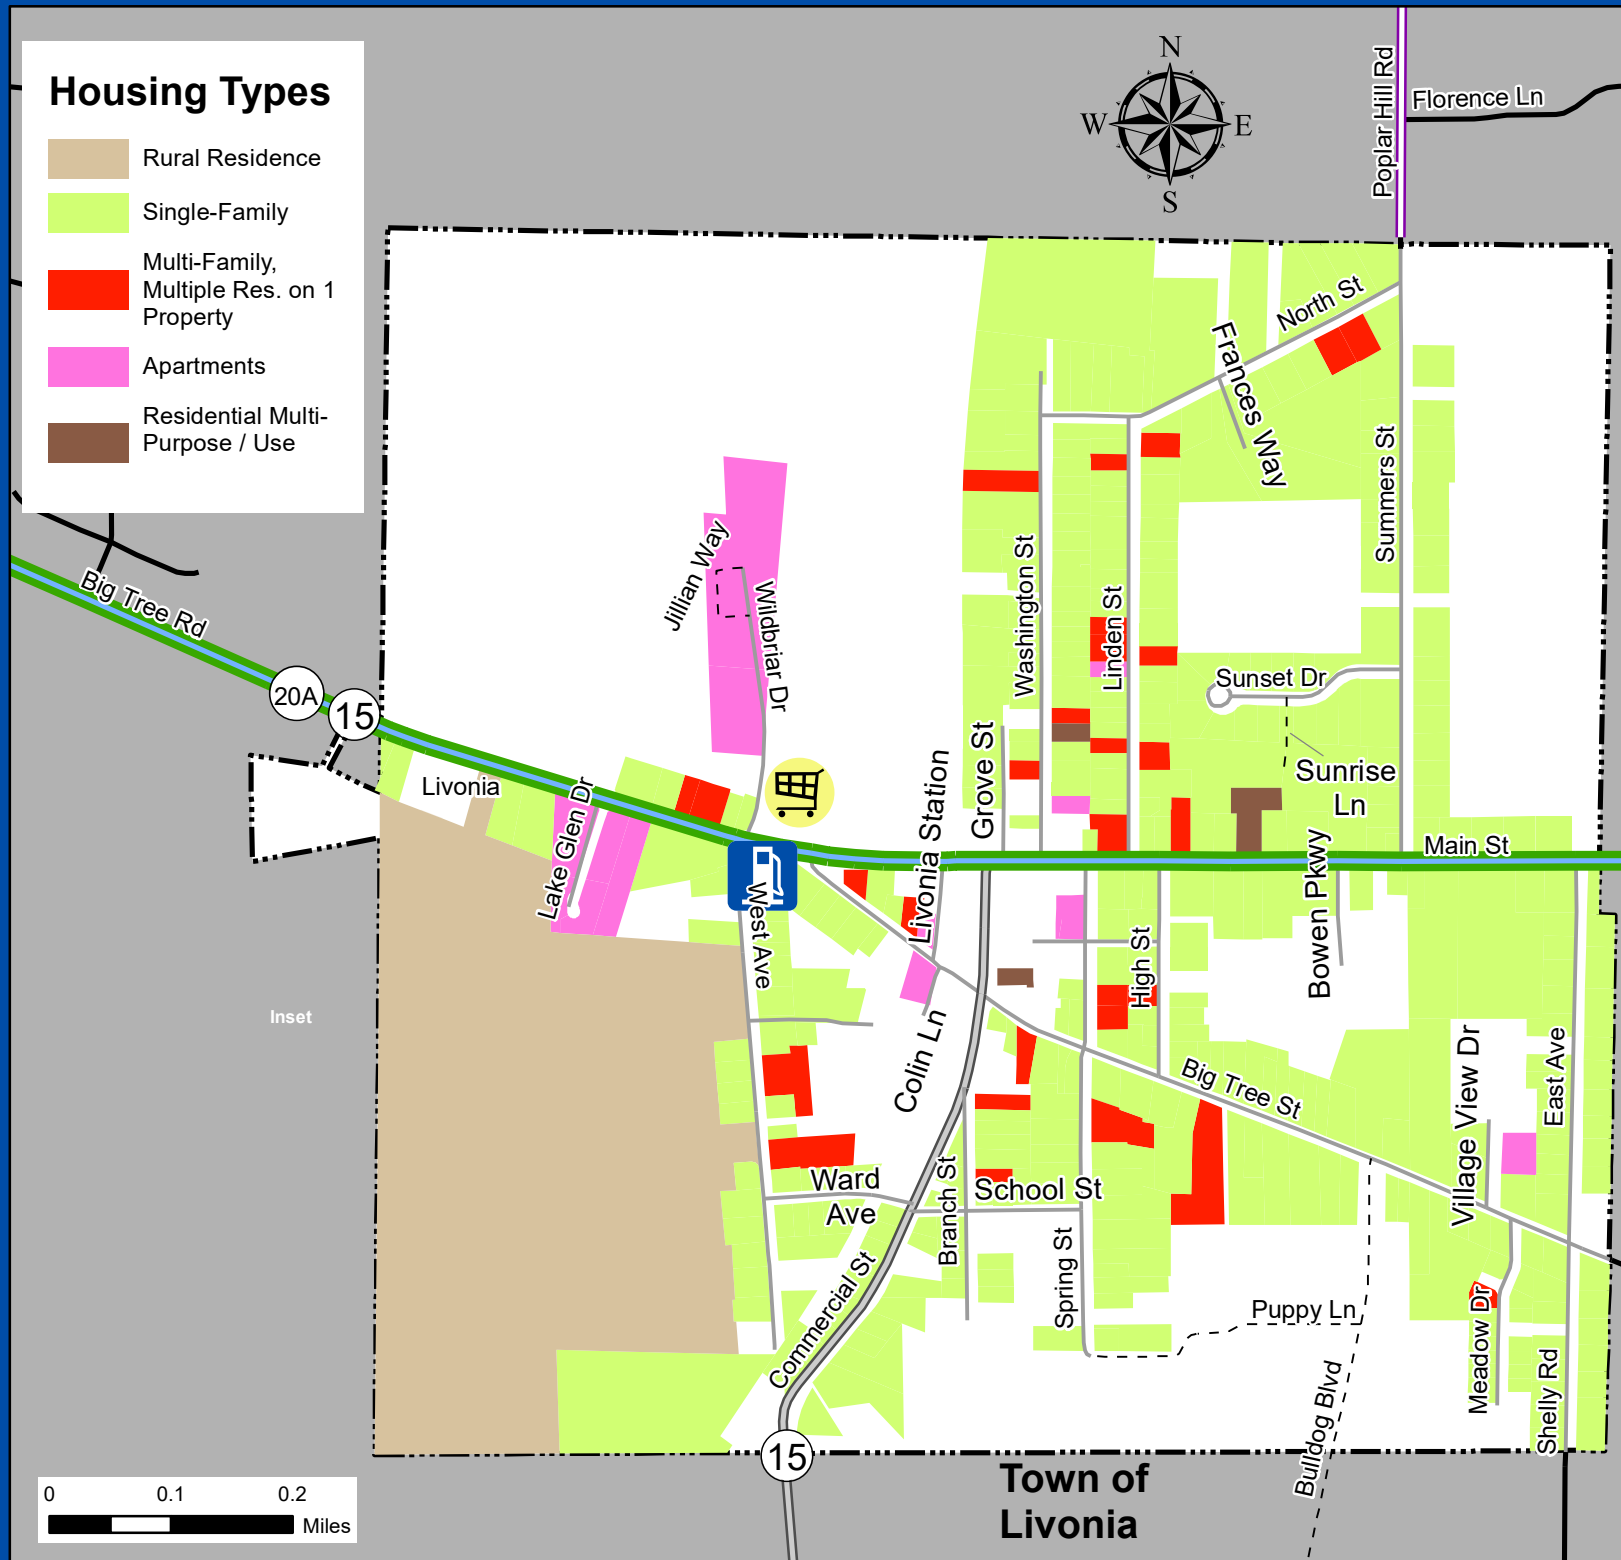 Housing Types
Rural Residence
Single-Family
Multi-Family,
Multiple Res. on 1
Property
Apartments
Residential Multi-
Purpose / Use
N
W
E
S
Poplar Hill Rd
Florence Ln
North St
Frances Way
Summers St
Washington St
Linden St
Jillian Way
Wildbriar Dr
Big Tree Rd
20A
15
Livonia
Lake Glen Dr
Sunset Dr
Sunrise
Ln
Grove St
Livonia Station
Main St
Bowen Pkwy
West Ave
High St
Colin Ln
Big Tree St
Village View Dr
East Ave
Inset
Ward
Ave
Branch St
School St
Spring St
Commercial St
Puppy Ln
Meadow Dr
Shelly Rd
Bulldog Blvd
15
Town of
Livonia
0
0.1
0.2
Miles